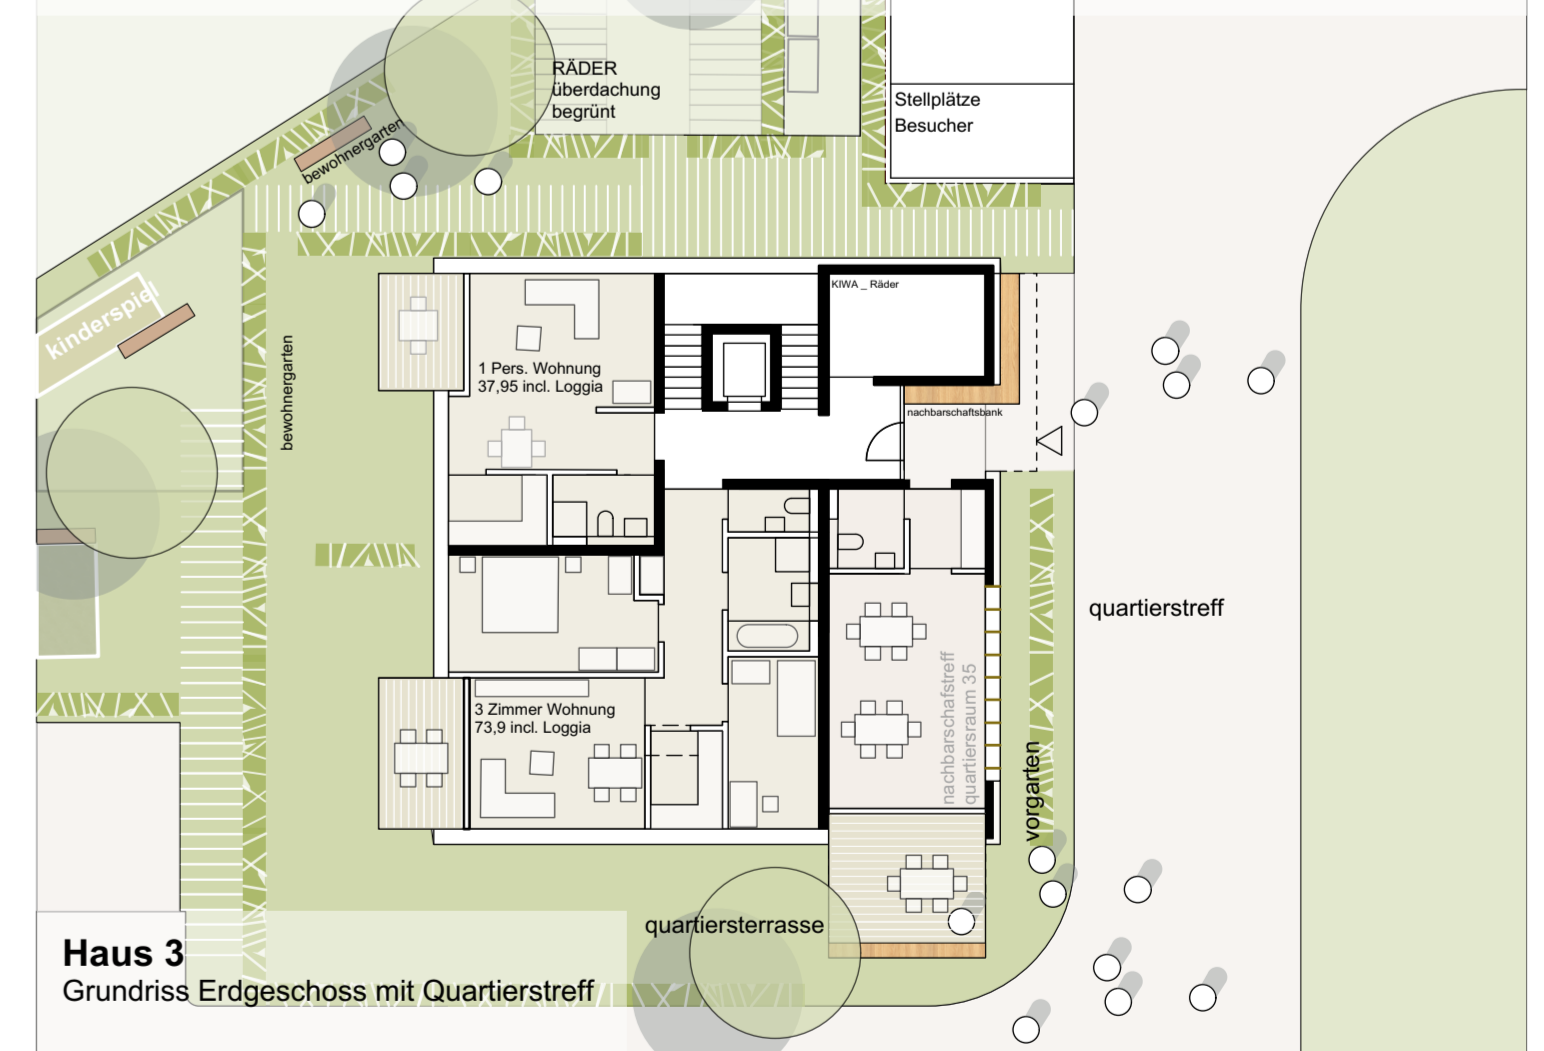 RÄDER
überdachung
begrünt
Stellplätze
Besucher
bewohnergarten
kinderspiel
KIWA _ Räder
bewohnergarten
1 Pers. Wohnung
37,95 incl. Loggia
nachbarschaftsbank
quartierstreff
nachbarschafstreff
quartiersraum 35
3 Zimmer Wohnung
73,9 incl. Loggia
vorgarten
quartiersterrasse
Haus 3
Grundriss Erdgeschoss mit Quartierstreff